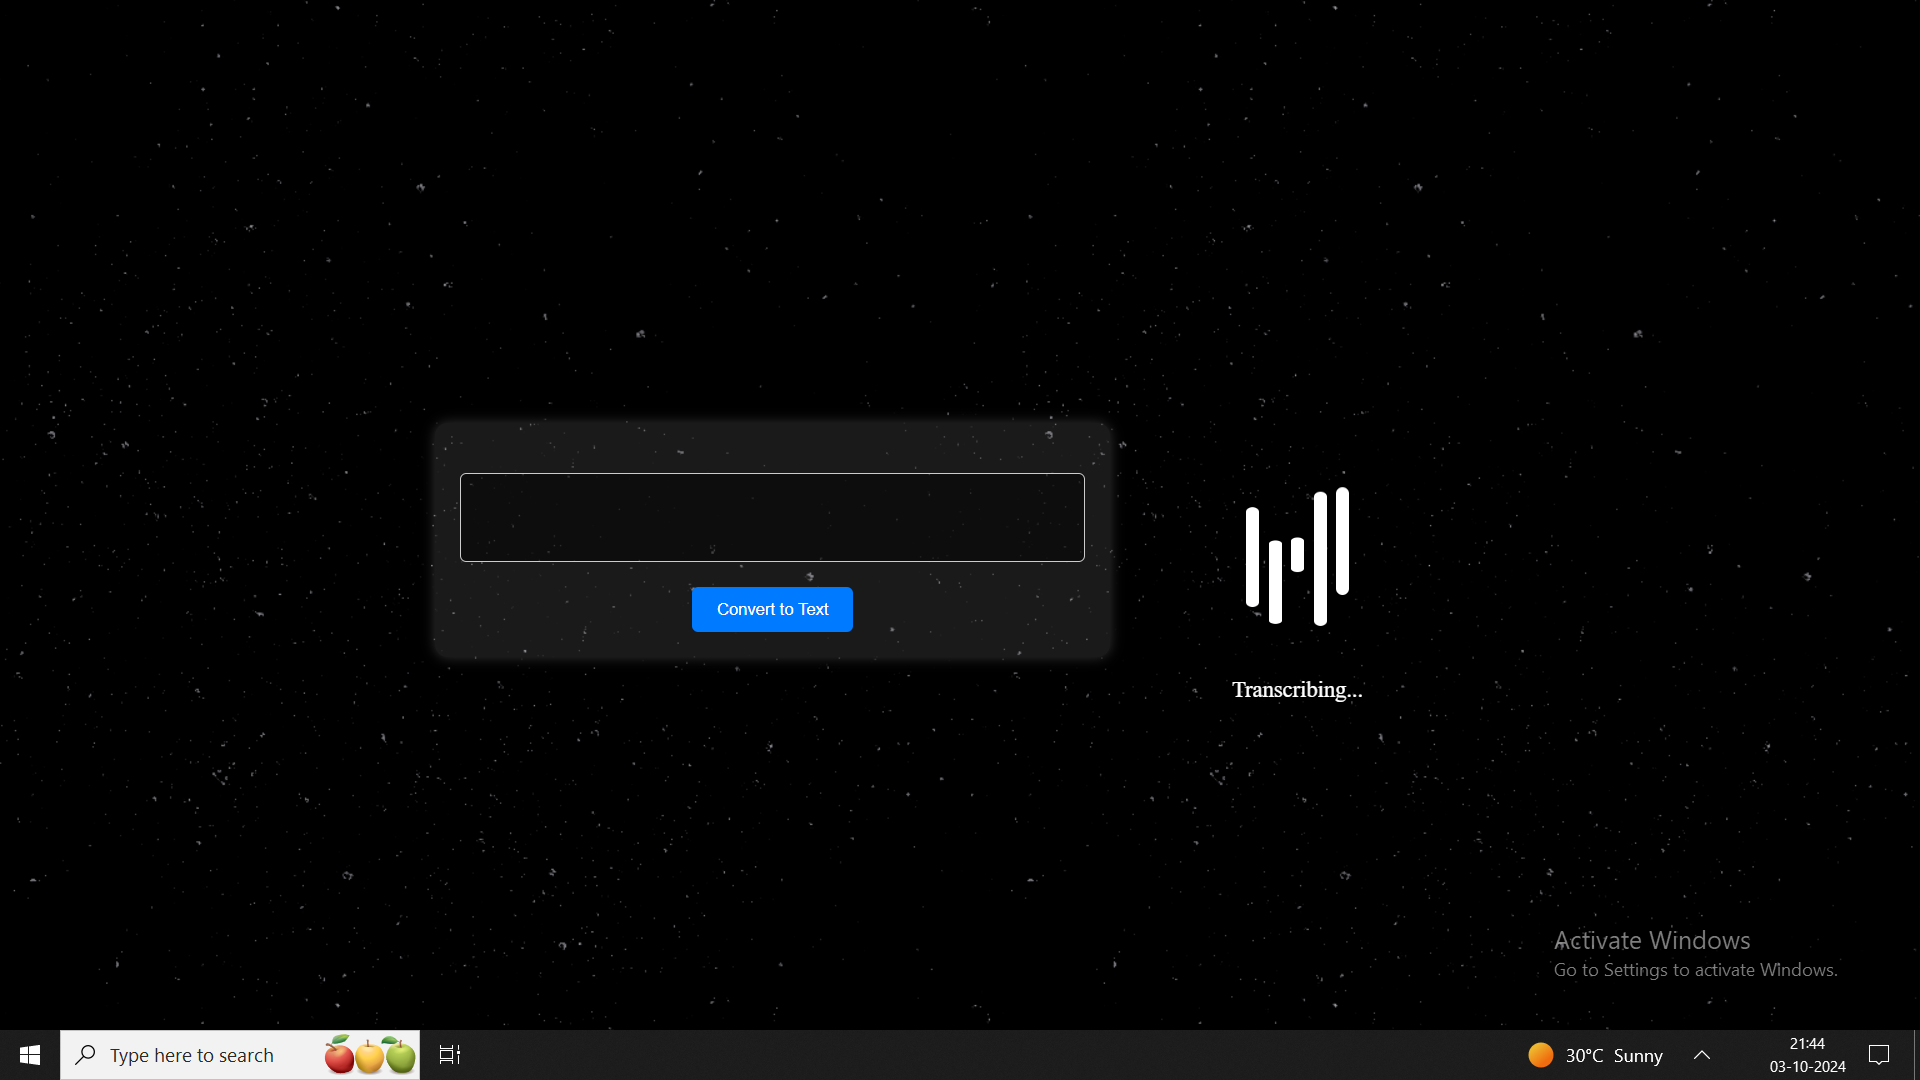 Convert to Text
Transcribing...
Activate Windows
Go to Settings to activate Windows.
Type here to search
30°C Sunny
21:44
03-10-2024